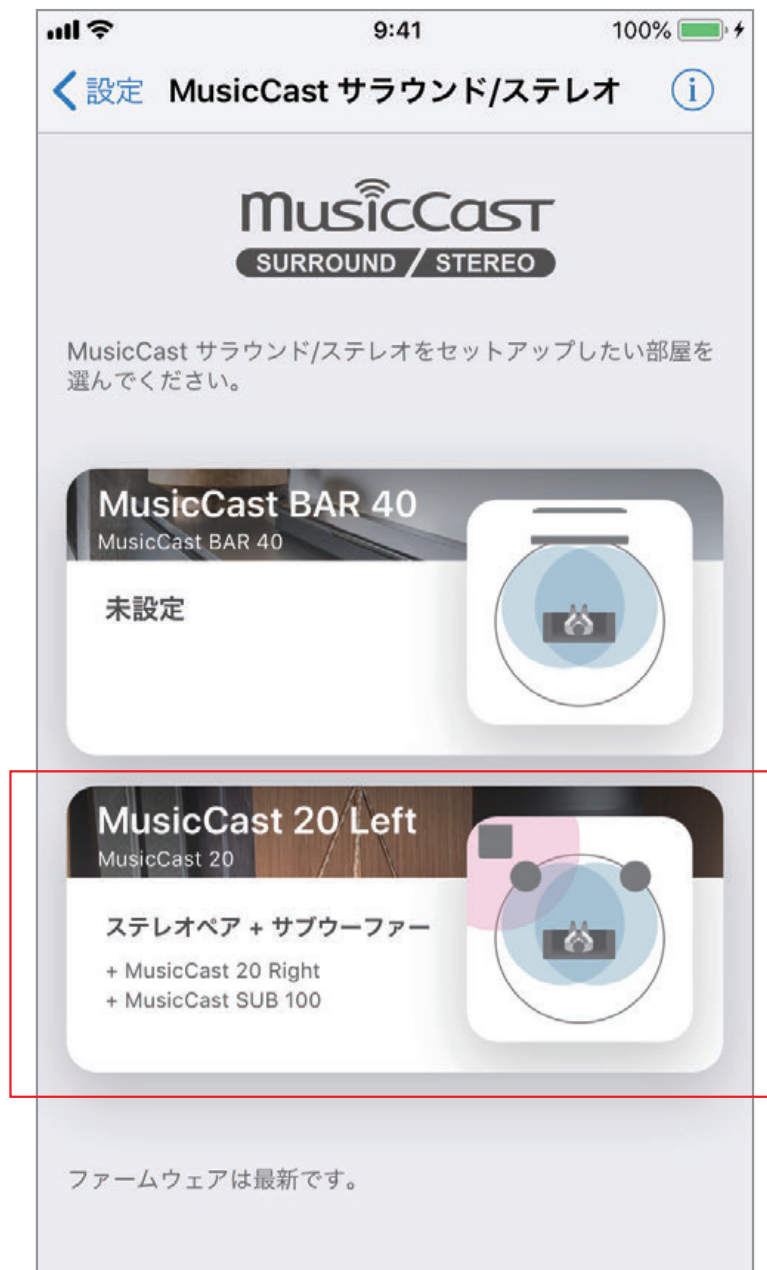 9:41
100%
設定 MusicCast サラウンド/ステレオ i
MusicCast
SURROUND / STEREO
MusicCast サラウンド/ステレオをセットアップしたい部屋を
選んでください。
MusicCast BAR 40
MusicCast BAR 40
未設定
MusicCast 20 Left
MusicCast 20
ステレオペア + サブウーファー
+ MusicCast 20 Right
+ MusicCast SUB 100
ファームウェアは最新です。